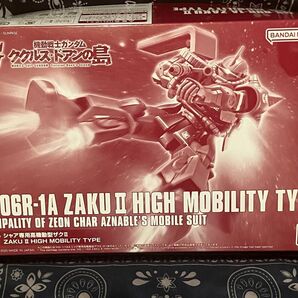 機動戦士ガンダム
ククルス・ドアンの島
BANDAI
06R-1A ZAKU II HIGH MOBILITY TY
IPALITY OF ZEON CHAR AZNABLE'S MOBILE SUIT
シャア専用高機動型ザクII
ZAKU II HIGH MOBILITY TYPE